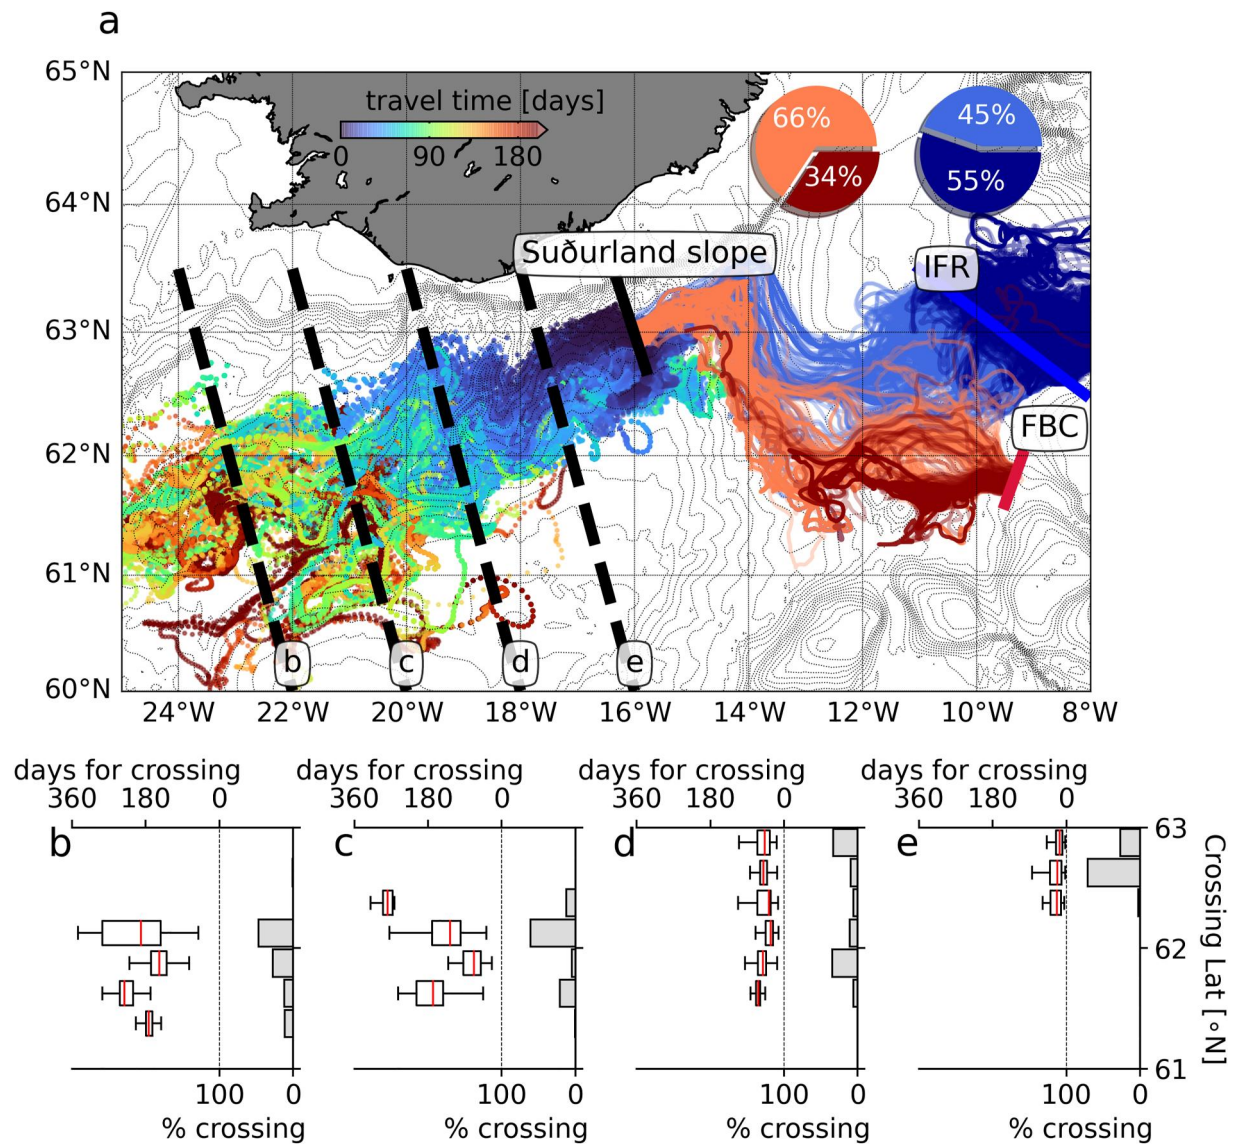 a
65°N
64°N
63°N
62°N
61°N
60°N
travel time [days]
0 90 180
66%
34%
45%
55%
Suðurland slope
IFR
FBC
b c d e
24°W 22°W 20°W 18°W 16°W 14°W 12°W 10°W 8°W
days for crossing days for crossing days for crossing days for crossing
360 180 0 360 180 0 360 180 0 360 180 0
b c d e
63
62
61
Crossing Lat [∘N]
100 0 100 0 100 0 100 0
% crossing % crossing % crossing % crossing